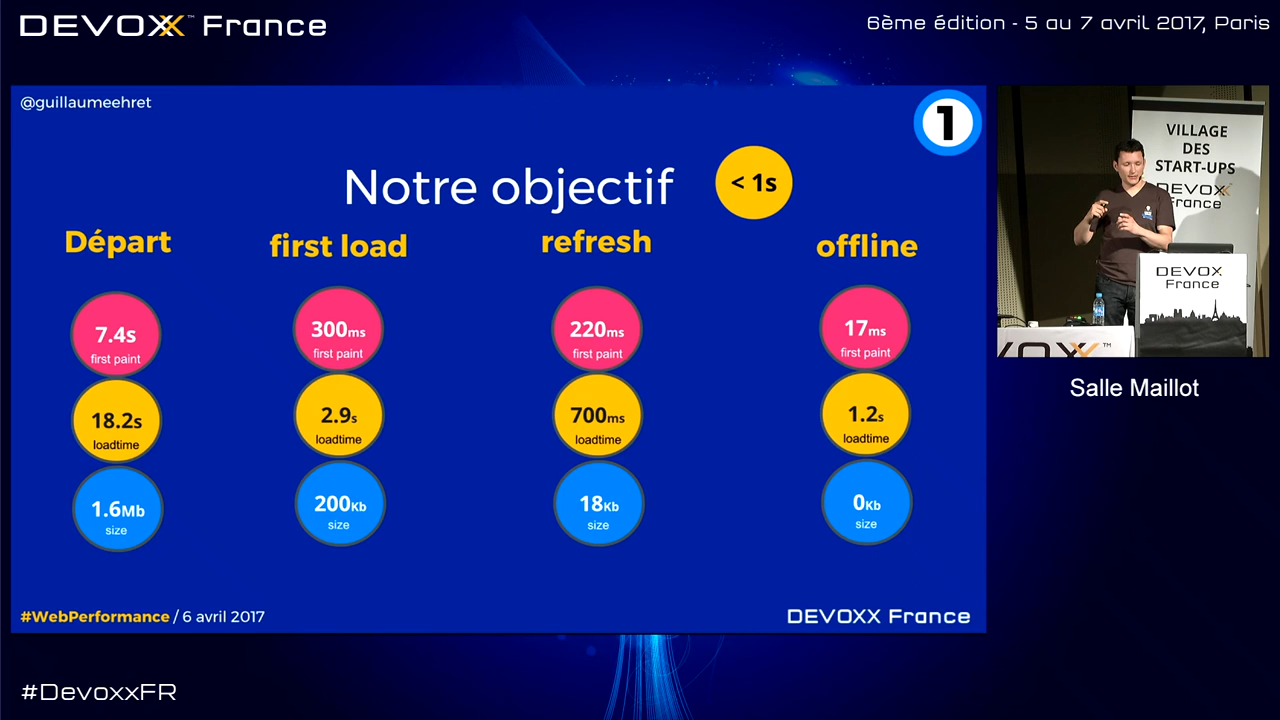 DEVOXX™ France
6ème édition - 5 au 7 avril 2017, Paris
@guillaumeehret
1
Notre objectif
< 1s
Départ
first load
refresh
offline
7.4s
first paint
300ms
first paint
220ms
first paint
17ms
first paint
18.2s
loadtime
2.9s
loadtime
700ms
loadtime
1.2s
loadtime
1.6Mb
size
200Kb
size
18Kb
size
0Kb
size
#WebPerformance / 6 avril 2017
DEVOXX France
VILLAGE
DES
START-UPS
DEVOXX
France
DEVOXX
France
VOXX™
Salle Maillot
#DevoxxFR